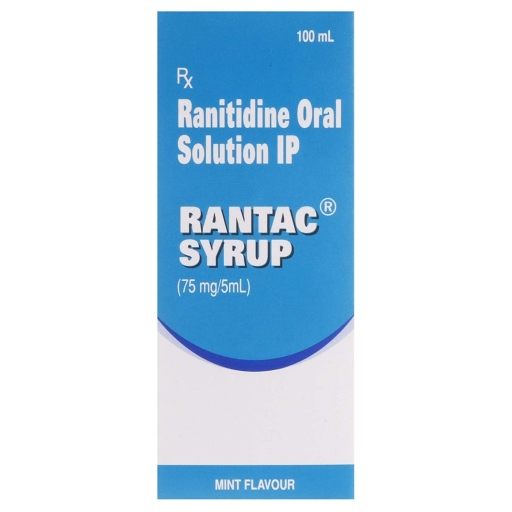 100 mL
Rx
Ranitidine Oral
Solution IP
RANTAC®
SYRUP
(75 mg/5mL)
MINT FLAVOUR